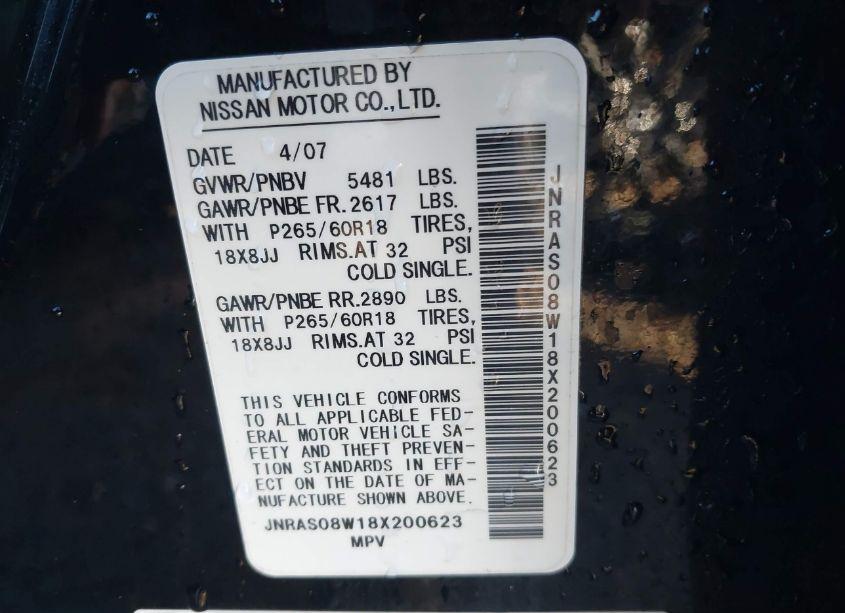 MANUFACTURED BY
NISSAN MOTOR CO.,LTD.
DATE 4/07
GVWR/PNBV 5481 LBS.
GAWR/PNBE FR. 2617 LBS.
WITH P265/60R18 TIRES,
18X8JJ RIMS.AT 32 PSI
COLD SINGLE.
GAWR/PNBE RR. 2890 LBS.
WITH P265/60R18 TIRES,
18X8JJ RIMS.AT 32 PSI
COLD SINGLE.
THIS VEHICLE CONFORMS
TO ALL APPLICABLE FED-
ERAL MOTOR VEHICLE SA-
FETY AND THEFT PREVEN-
TION STANDARDS IN EFF-
ECT ON THE DATE OF MA-
NUFACTURE SHOWN ABOVE.
JNRAS08W18X200623
MPV
JNRAS08W18X200623